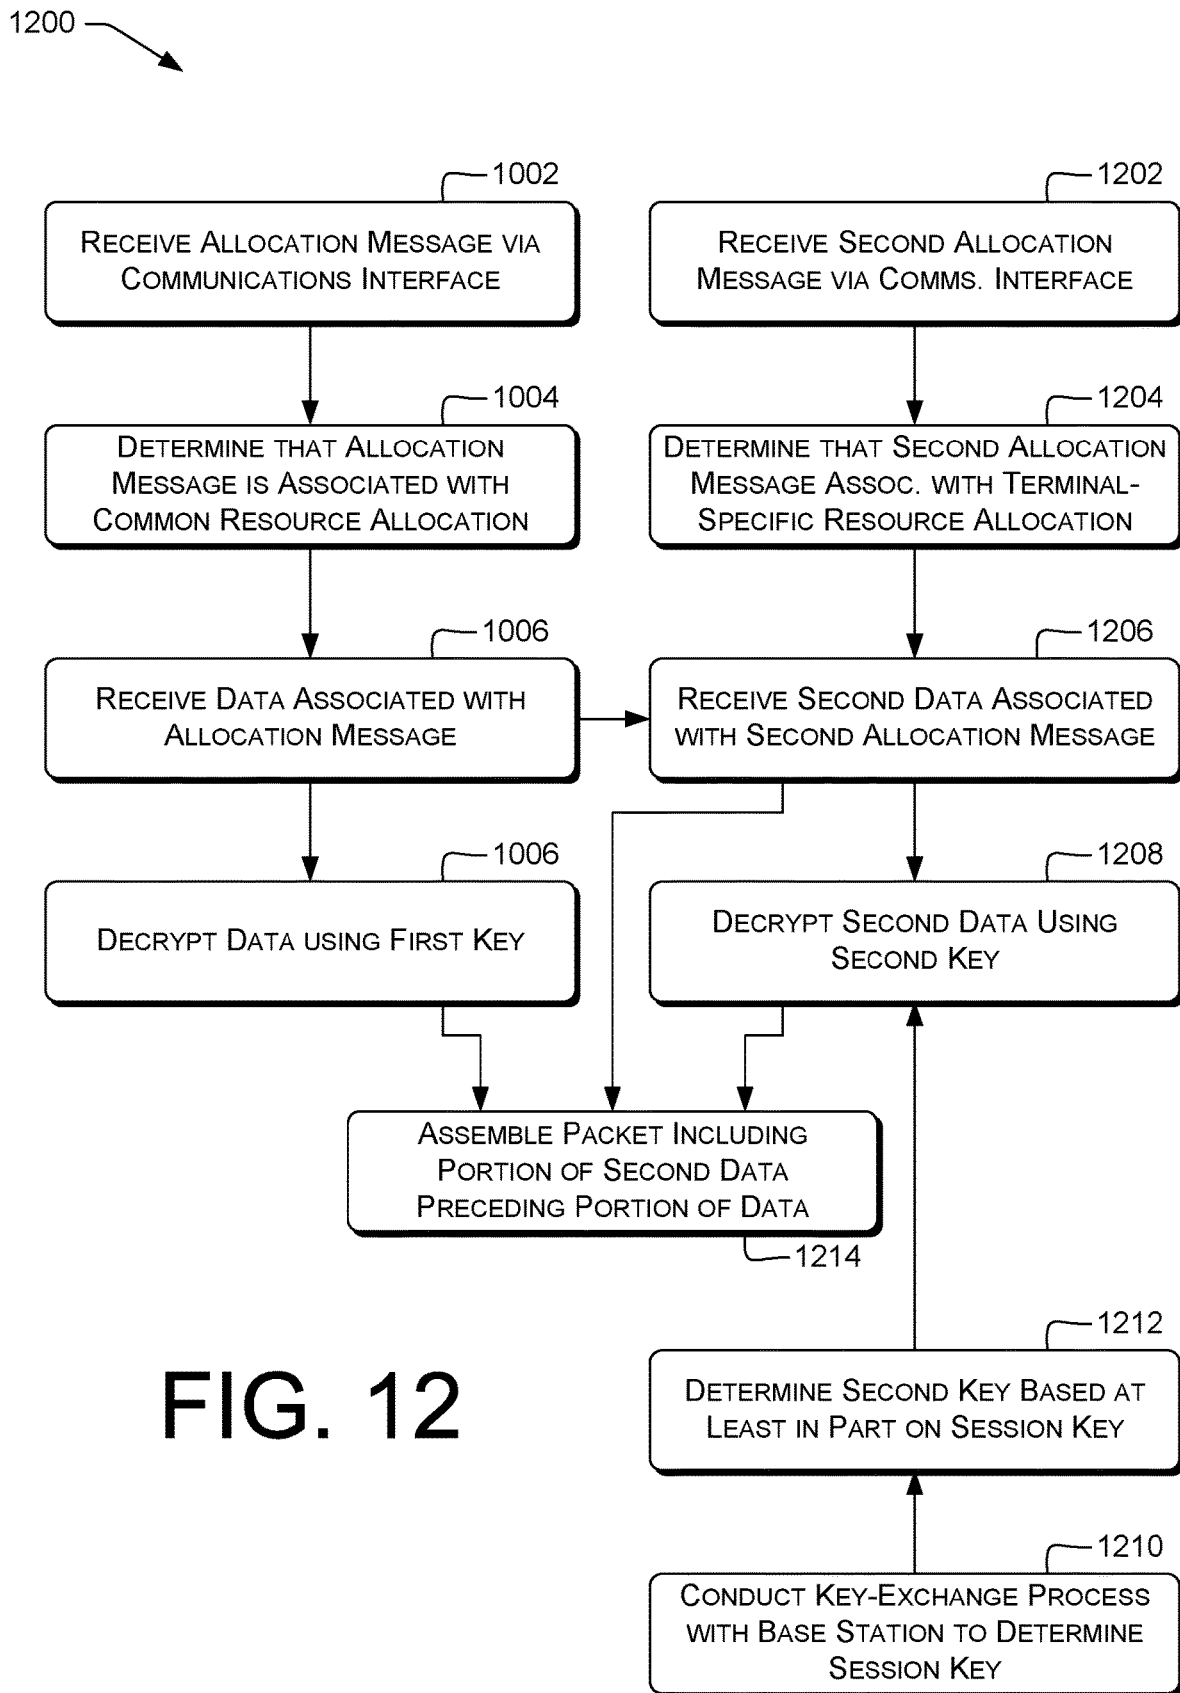 1200
1002
RECEIVE ALLOCATION MESSAGE VIA
COMMUNICATIONS INTERFACE
1202
RECEIVE SECOND ALLOCATION
MESSAGE VIA COMMS. INTERFACE
1004
DETERMINE THAT ALLOCATION
MESSAGE IS ASSOCIATED WITH
COMMON RESOURCE ALLOCATION
1204
DETERMINE THAT SECOND ALLOCATION
MESSAGE ASSOC. WITH TERMINAL-
SPECIFIC RESOURCE ALLOCATION
1006
RECEIVE DATA ASSOCIATED WITH
ALLOCATION MESSAGE
1206
RECEIVE SECOND DATA ASSOCIATED
WITH SECOND ALLOCATION MESSAGE
1006
DECRYPT DATA USING FIRST KEY
1208
DECRYPT SECOND DATA USING
SECOND KEY
ASSEMBLE PACKET INCLUDING
PORTION OF SECOND DATA
PRECEDING PORTION OF DATA
1214
1212
DETERMINE SECOND KEY BASED AT
LEAST IN PART ON SESSION KEY
FIG. 12
1210
CONDUCT KEY-EXCHANGE PROCESS
WITH BASE STATION TO DETERMINE
SESSION KEY